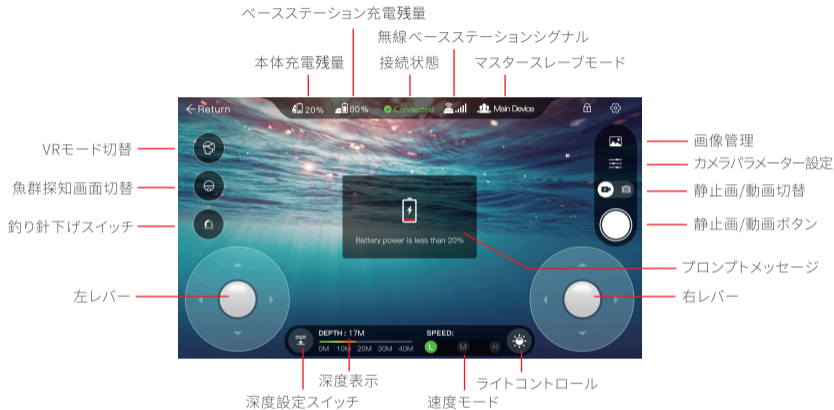 ベースステーション充電残量
無線ベースステーションシグナル
本体充電残量
接続状態
マスタースレーブモード
Return
20%
80%
Connected
Main Device
VRモード切替
画像管理
カメラパラメーター設定
魚群探知画面切替
静止画/動画切替
釣り針下げスイッチ
静止画/動画ボタン
Battery power is less than 20%
プロンプトメッセージ
左レバー
右レバー
DEPTH : 17M
SPEED:
0M 10M 20M 30M 40M
L M H
深度表示
ライトコントロール
深度設定スイッチ
速度モード